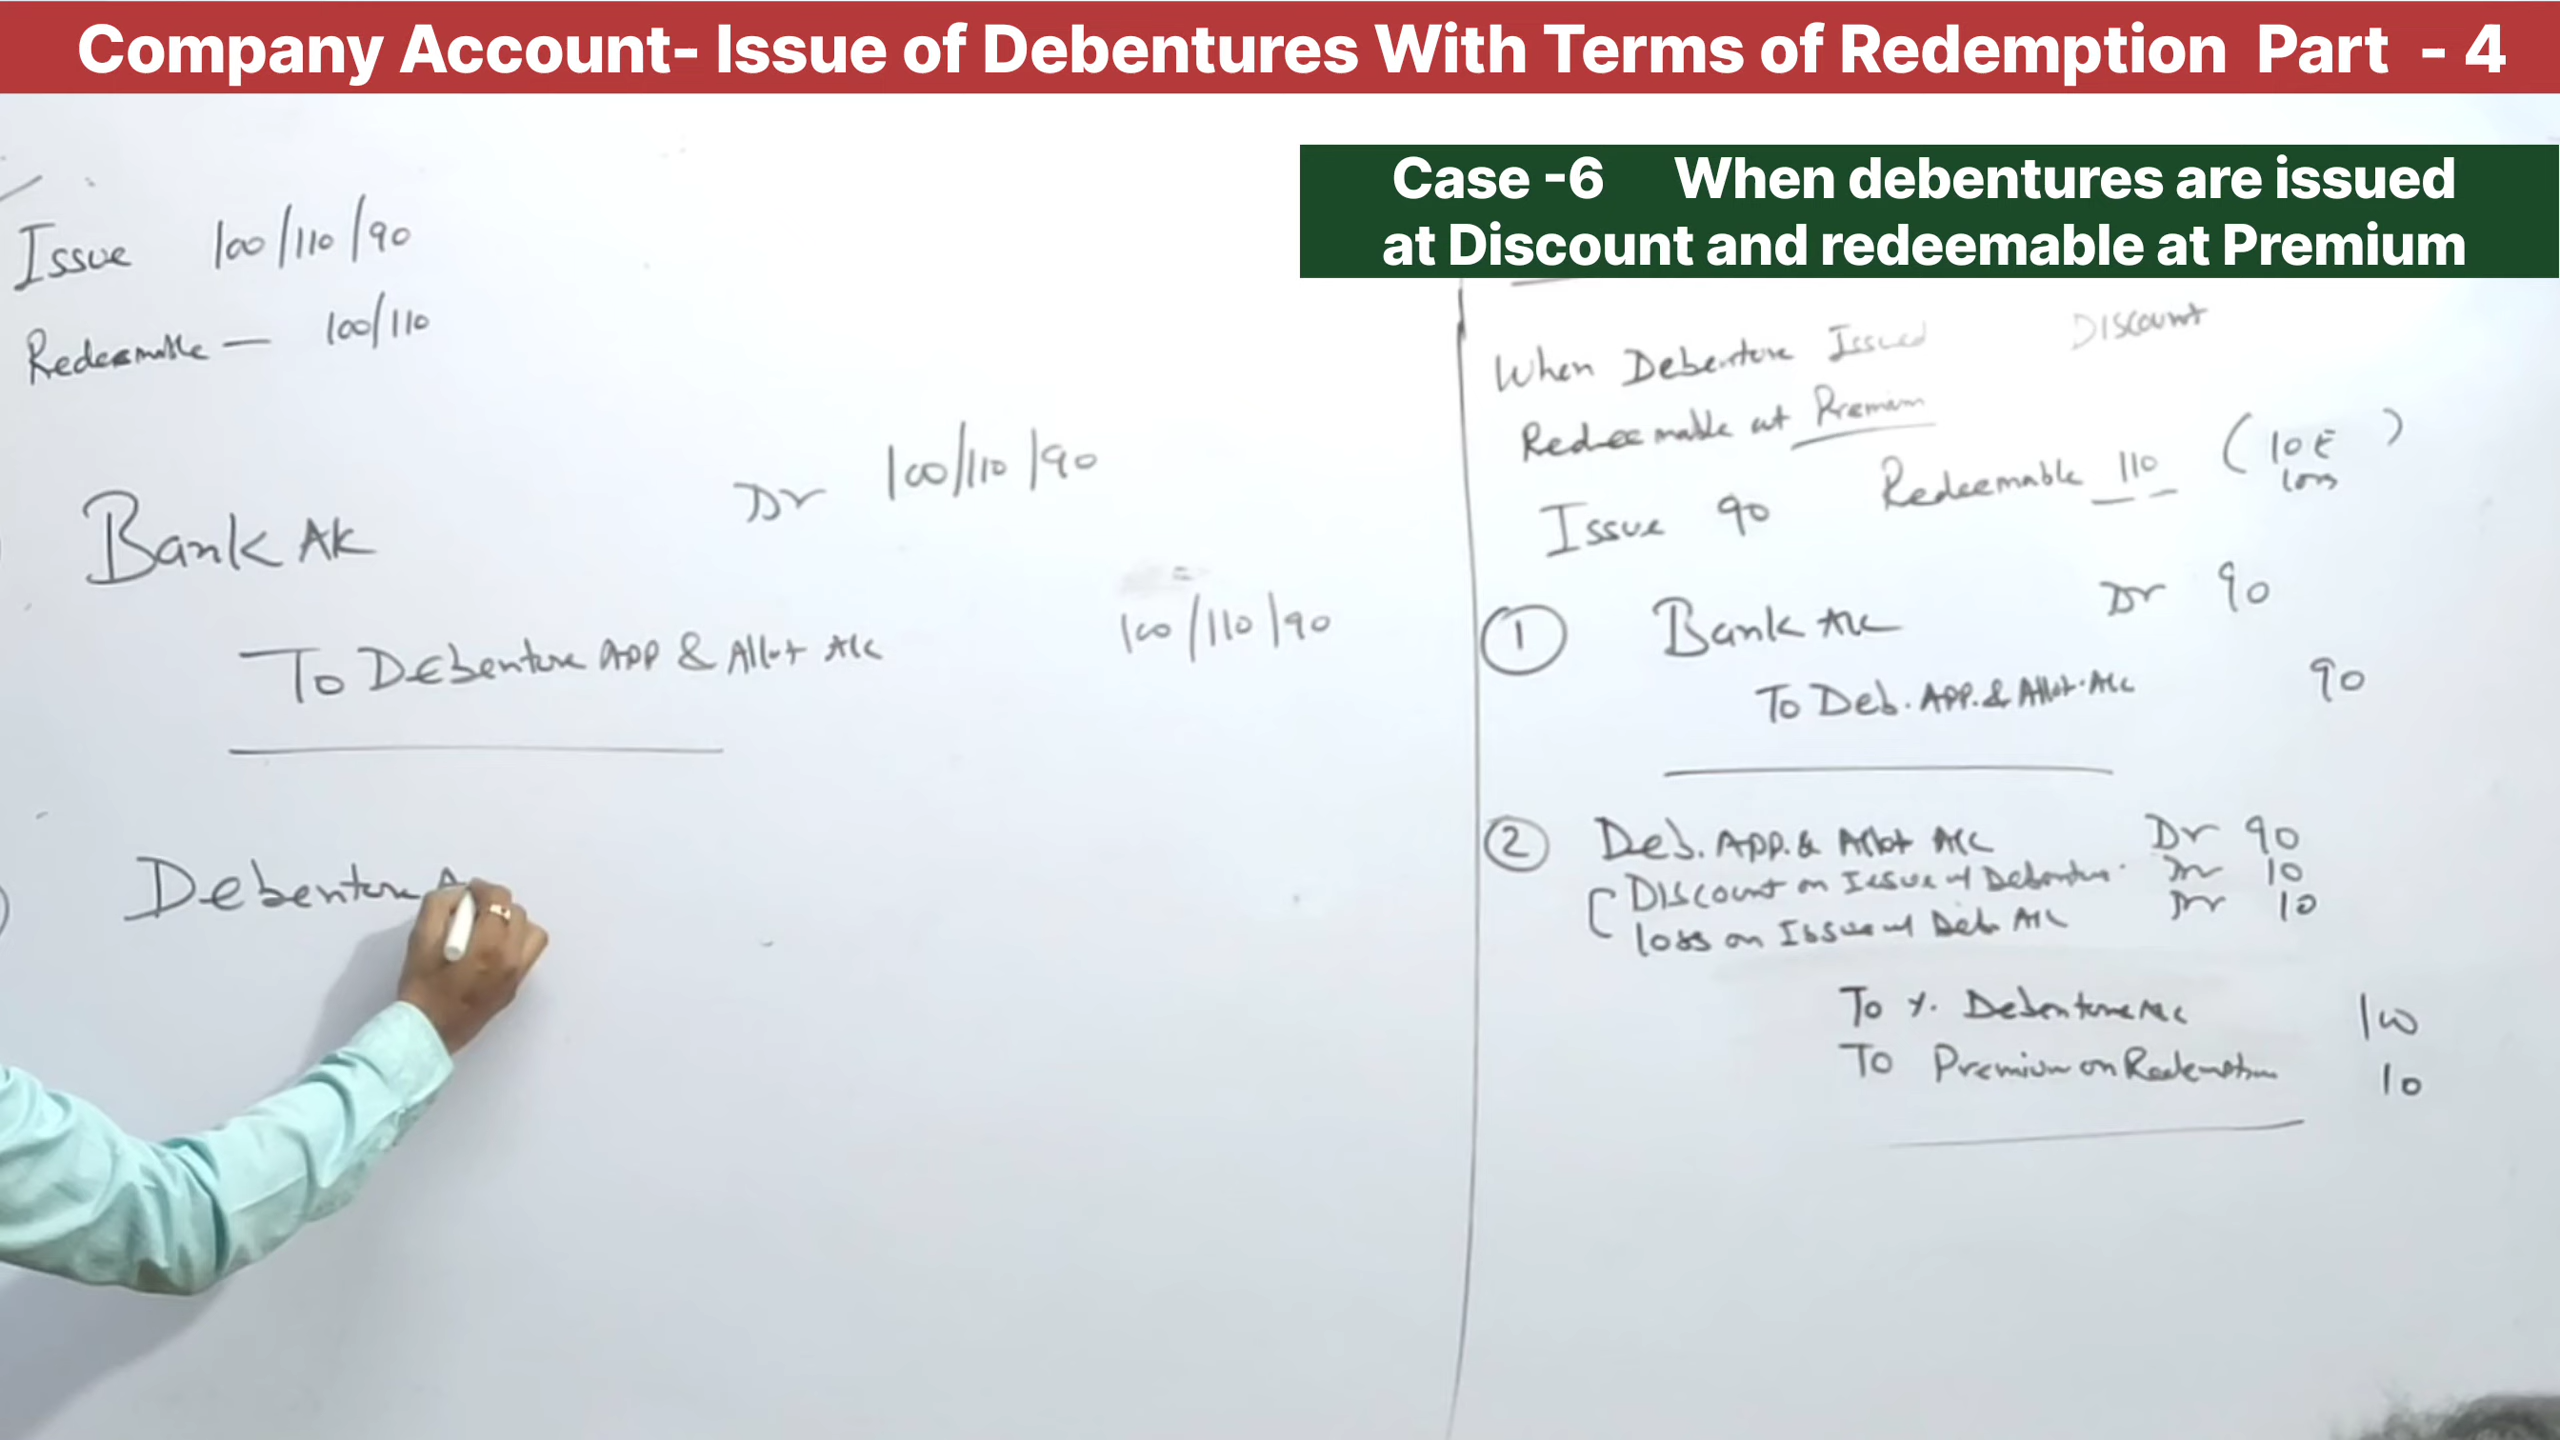 Company Account- Issue of Debentures With Terms of Redemption Part - 4
Case -6 When debentures are issued
at Discount and redeemable at Premium
Issue 100/110/90
Redeemable — 100/110
Bank A/c Dr 100/110/90
To Debenture App & Allot A/c 100/110/90
Debenture A
When Debenture Issued Discount
Redeemable at Premium
Issue 90 Redeemable 110 (10
loss )
1 Bank A/c Dr 90
To Deb. App. & Allot. A/c 90
2 Deb. App. & Allot A/c Dr 90
Discount on Issue of Debenture Dr 10
loss on Issue of Deb A/c Dr 10
To %. Debenture A/c 100
To Premium on Redemption 10